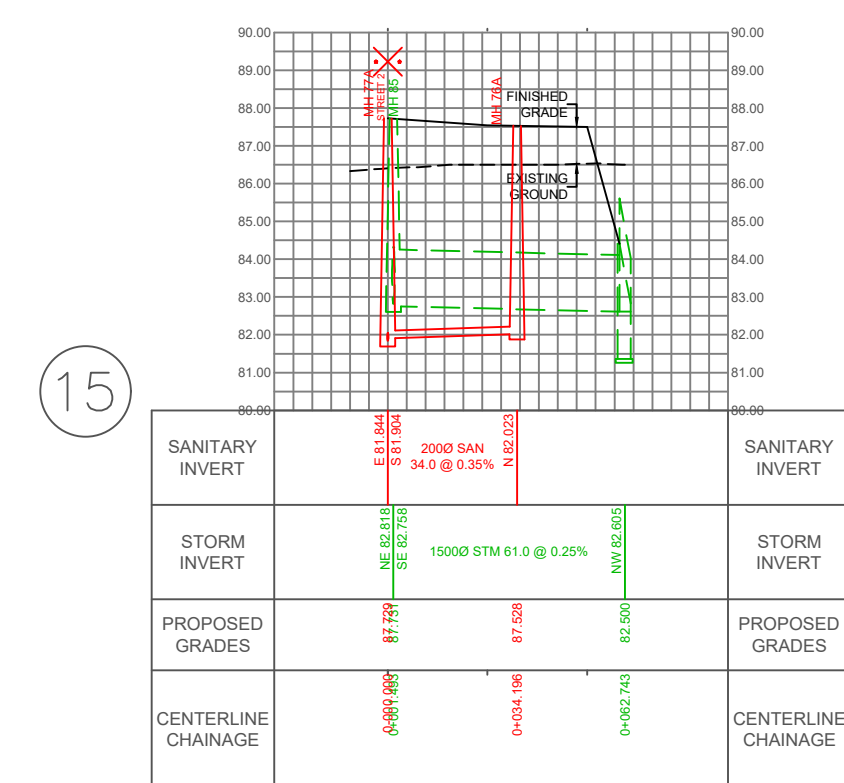 90.00
90.00
89.00
89.00
88.00
88.00
87.00
87.00
86.00
86.00
85.00
85.00
84.00
84.00
83.00
83.00
82.00
82.00
81.00
81.00
80.00
80.00
MH 77A
STREET 2
MH 85
MH 76A
FINISHED
GRADE
EXISTING
GROUND
15
SANITARY
INVERT
E 81.844
S 81.904
200Ø SAN
34.0 @ 0.35%
N 82.023
SANITARY
INVERT
STORM
INVERT
NE 82.818
SE 82.758
1500Ø STM 61.0 @ 0.25%
NW 82.605
STORM
INVERT
PROPOSED
GRADES
87.729
87.731
87.528
82.500
PROPOSED
GRADES
CENTERLINE
CHAINAGE
0+001.493
0+034.196
0+062.743
CENTERLINE
CHAINAGE